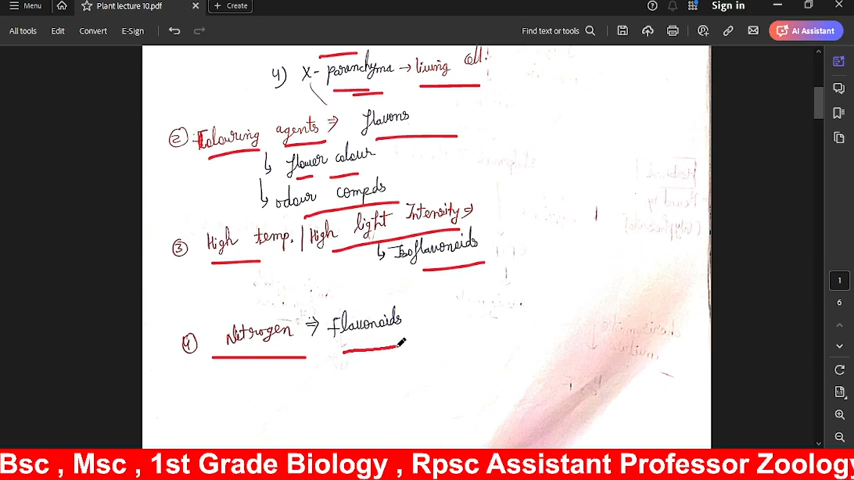 Menu
Plant lecture 10.pdf
+ Create
Sign in
All tools Edit Convert E-Sign
Find text or tools
AI Assistant
4) X- parenchyma → living cell!
② Colouring agents ⇒ flavons
↳ flower colour
↳ odour compds
③ High temp. / High light Intensity ⇒
↳ Isoflavonoids
④ Nitrogen ⇒ Flavonoids
1
6
Bsc , Msc , 1st Grade Biology , Rpsc Assistant Professor Zoology